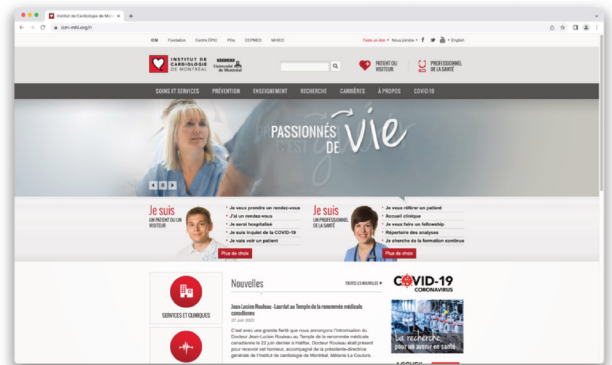 Institut de Cardiologie de Mon
icm-mhi.org/fr
ICM Fondation Centre ÉPIC PSu CEPMED MHICC
Faire un don Nous joindre English
INSTITUT DE
CARDIOLOGIE
DE MONTRÉAL
Université
de Montréal
PATIENT OU
VISITEUR
PROFESSIONNEL
DE LA SANTÉ
SOINS ET SERVICES PRÉVENTION ENSEIGNEMENT RECHERCHE CARRIÈRES À PROPOS COVID-19
PASSIONNÉS
DE vie
Je suis
UN PATIENT OU UN
VISITEUR
• Je veux prendre un rendez-vous
• J'ai un rendez-vous
• Je serai hospitalisé
• Je suis inquiet de la COVID-19
• Je vais voir un patient
Plus de choix
Je suis
UN PROFESSIONNEL
DE LA SANTÉ
• Je veux référer un patient
• Accueil clinique
• Je veux faire un fellowship
• Répertoire des analyses
• Je cherche de la formation continue
Plus de choix
SERVICES ET CLINIQUES
Nouvelles
TOUTES LES NOUVELLES
Jean-Lucien Rouleau - Lauréat au Temple de la renommée médicale
canadienne
27 juin 2023
C'est avec une grande fierté que nous annonçons l'intronisation du
Docteur Jean-Lucien Rouleau au Temple de la renommée médicale
canadienne le 22 juin dernier à Halifax. Docteur Rouleau était présent
pour recevoir cet honneur, accompagné de la présidente-directrice
générale de l'Institut de cardiologie de Montréal, Mélanie La Couture.
COVID-19
CORONAVIRUS
La recherche
pour un avenir en santé
ACCUEIL